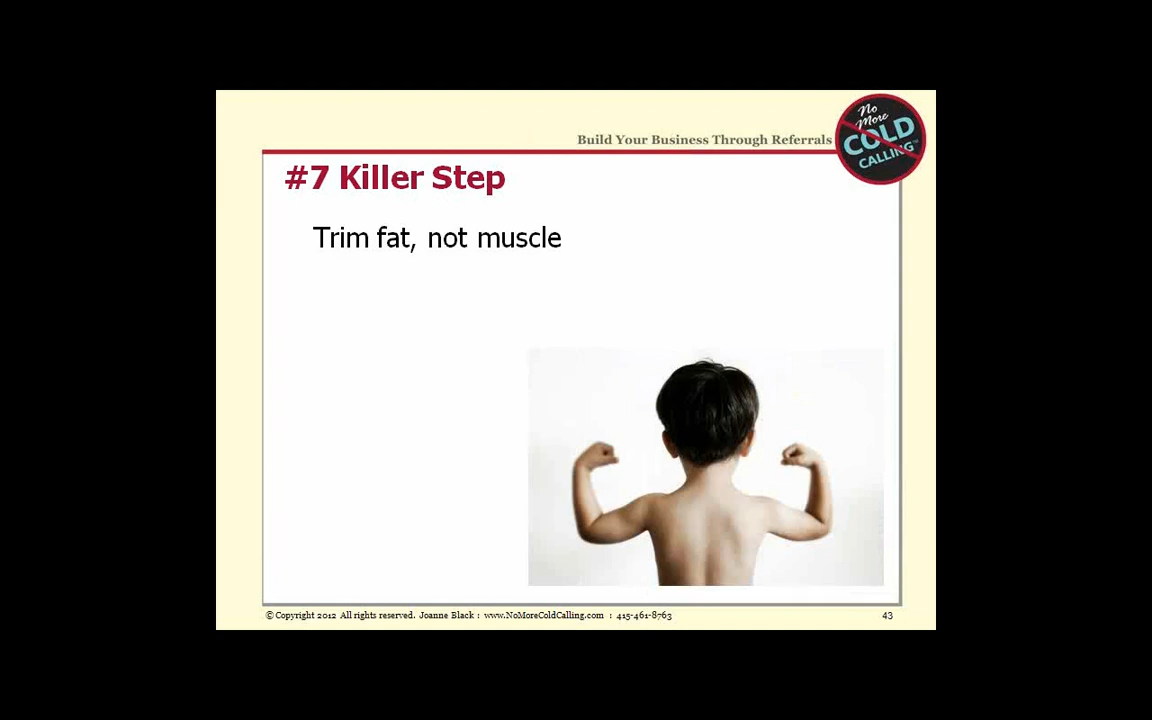 No
More
COLD
CALLING™
Build Your Business Through Referrals
#7 Killer Step
Trim fat, not muscle
© Copyright 2012 All rights reserved. Joanne Black : www.NoMoreColdCalling.com : 415-461-8763
43